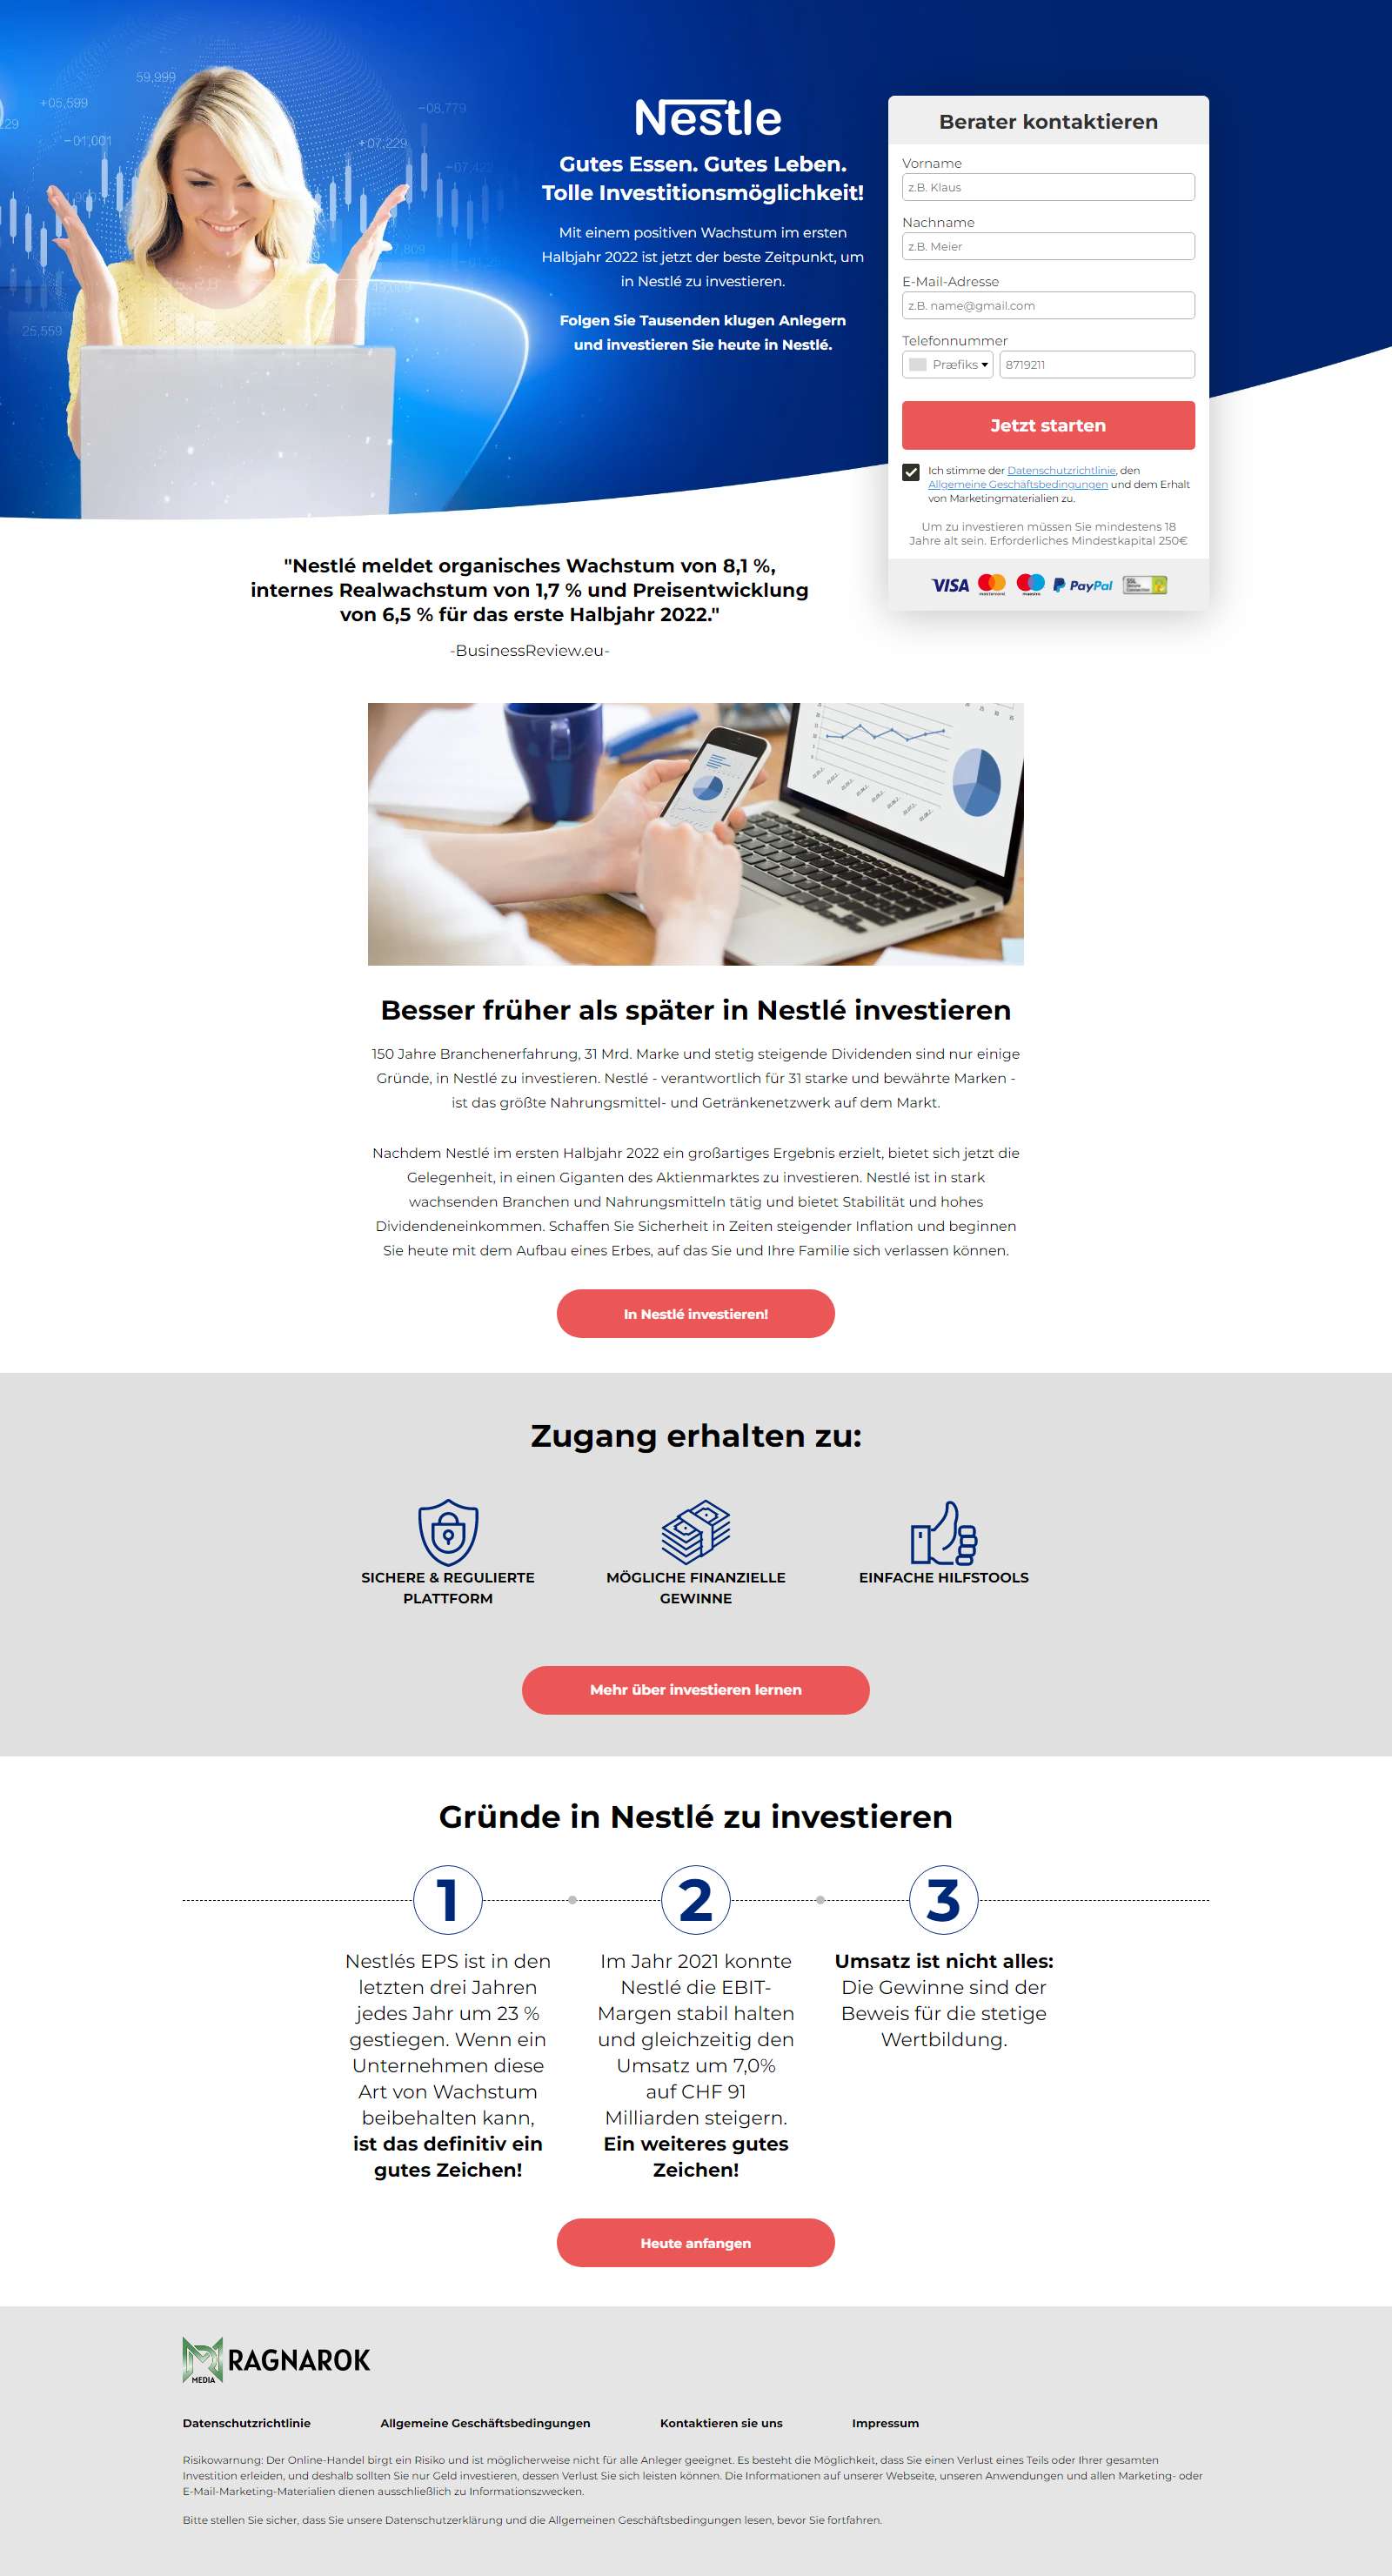 59,999
+05,599
-01,001
-08,779
+07,229
-07,422
25,559
Nestle
Gutes Essen. Gutes Leben.
Tolle Investitionsmöglichkeit!
Mit einem positiven Wachstum im ersten
Halbjahr 2022 ist jetzt der beste Zeitpunkt, um
in Nestlé zu investieren.
Folgen Sie Tausenden klugen Anlegern
und investieren Sie heute in Nestlé.
Berater kontaktieren
Vorname
z.B. Klaus
Nachname
z.B. Meier
E-Mail-Adresse
z.B. name@gmail.com
Telefonnummer
Præfiks 8719211
Jetzt starten
Ich stimme der Datenschutzrichtlinie, den
Allgemeine Geschäftsbedingungen und dem Erhalt
von Marketingmaterialien zu.
Um zu investieren müssen Sie mindestens 18
Jahre alt sein. Erforderliches Mindestkapital 250€
VISA mastercard maestro PayPal SSL
"Nestlé meldet organisches Wachstum von 8,1 %,
internes Realwachstum von 1,7 % und Preisentwicklung
von 6,5 % für das erste Halbjahr 2022."
-BusinessReview.eu-
Besser früher als später in Nestlé investieren
150 Jahre Branchenerfahrung, 31 Mrd. Marke und stetig steigende Dividenden sind nur einige
Gründe, in Nestlé zu investieren. Nestlé - verantwortlich für 31 starke und bewährte Marken -
ist das größte Nahrungsmittel- und Getränkenetzwerk auf dem Markt.
Nachdem Nestlé im ersten Halbjahr 2022 ein großartiges Ergebnis erzielt, bietet sich jetzt die
Gelegenheit, in einen Giganten des Aktienmarktes zu investieren. Nestlé ist in stark
wachsenden Branchen und Nahrungsmitteln tätig und bietet Stabilität und hohes
Dividendeneinkommen. Schaffen Sie Sicherheit in Zeiten steigender Inflation und beginnen
Sie heute mit dem Aufbau eines Erbes, auf das Sie und Ihre Familie sich verlassen können.
In Nestlé investieren!
Zugang erhalten zu:
SICHERE & REGULIERTE
PLATTFORM
MÖGLICHE FINANZIELLE
GEWINNE
EINFACHE HILFSTOOLS
Mehr über investieren lernen
Gründe in Nestlé zu investieren
1
Nestlés EPS ist in den
letzten drei Jahren
jedes Jahr um 23 %
gestiegen. Wenn ein
Unternehmen diese
Art von Wachstum
beibehalten kann,
ist das definitiv ein
gutes Zeichen!
2
Im Jahr 2021 konnte
Nestlé die EBIT-
Margen stabil halten
und gleichzeitig den
Umsatz um 7,0%
auf CHF 91
Milliarden steigern.
Ein weiteres gutes
Zeichen!
3
Umsatz ist nicht alles:
Die Gewinne sind der
Beweis für die stetige
Wertbildung.
Heute anfangen
MEDIA RAGNAROK
Datenschutzrichtlinie Allgemeine Geschäftsbedingungen Kontaktieren sie uns Impressum
Risikowarnung: Der Online-Handel birgt ein Risiko und ist möglicherweise nicht für alle Anleger geeignet. Es besteht die Möglichkeit, dass Sie einen Verlust eines Teils oder Ihrer gesamten
Investition erleiden, und deshalb sollten Sie nur Geld investieren, dessen Verlust Sie sich leisten können. Die Informationen auf unserer Webseite, unseren Anwendungen und allen Marketing- oder
E-Mail-Marketing-Materialien dienen ausschließlich zu Informationszwecken.
Bitte stellen Sie sicher, dass Sie unsere Datenschutzerklärung und die Allgemeinen Geschäftsbedingungen lesen, bevor Sie fortfahren.